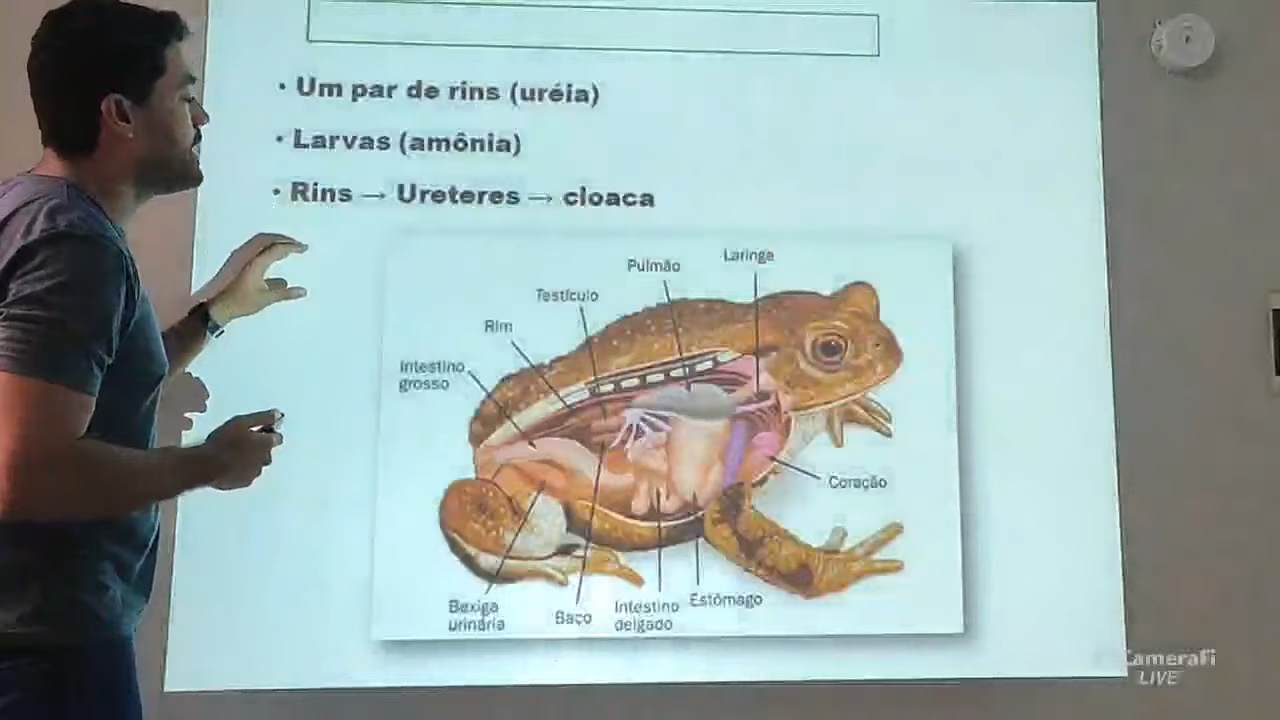 • Um par de rins (uréia)
• Larvas (amônia)
• Rins → Ureteres → cloaca
Laringe
Pulmão
Testículo
Rim
Intestino
grosso
Coração
Bexiga
urinária
Baço
Intestino
delgado
Estômago
CameraFi
LIVE